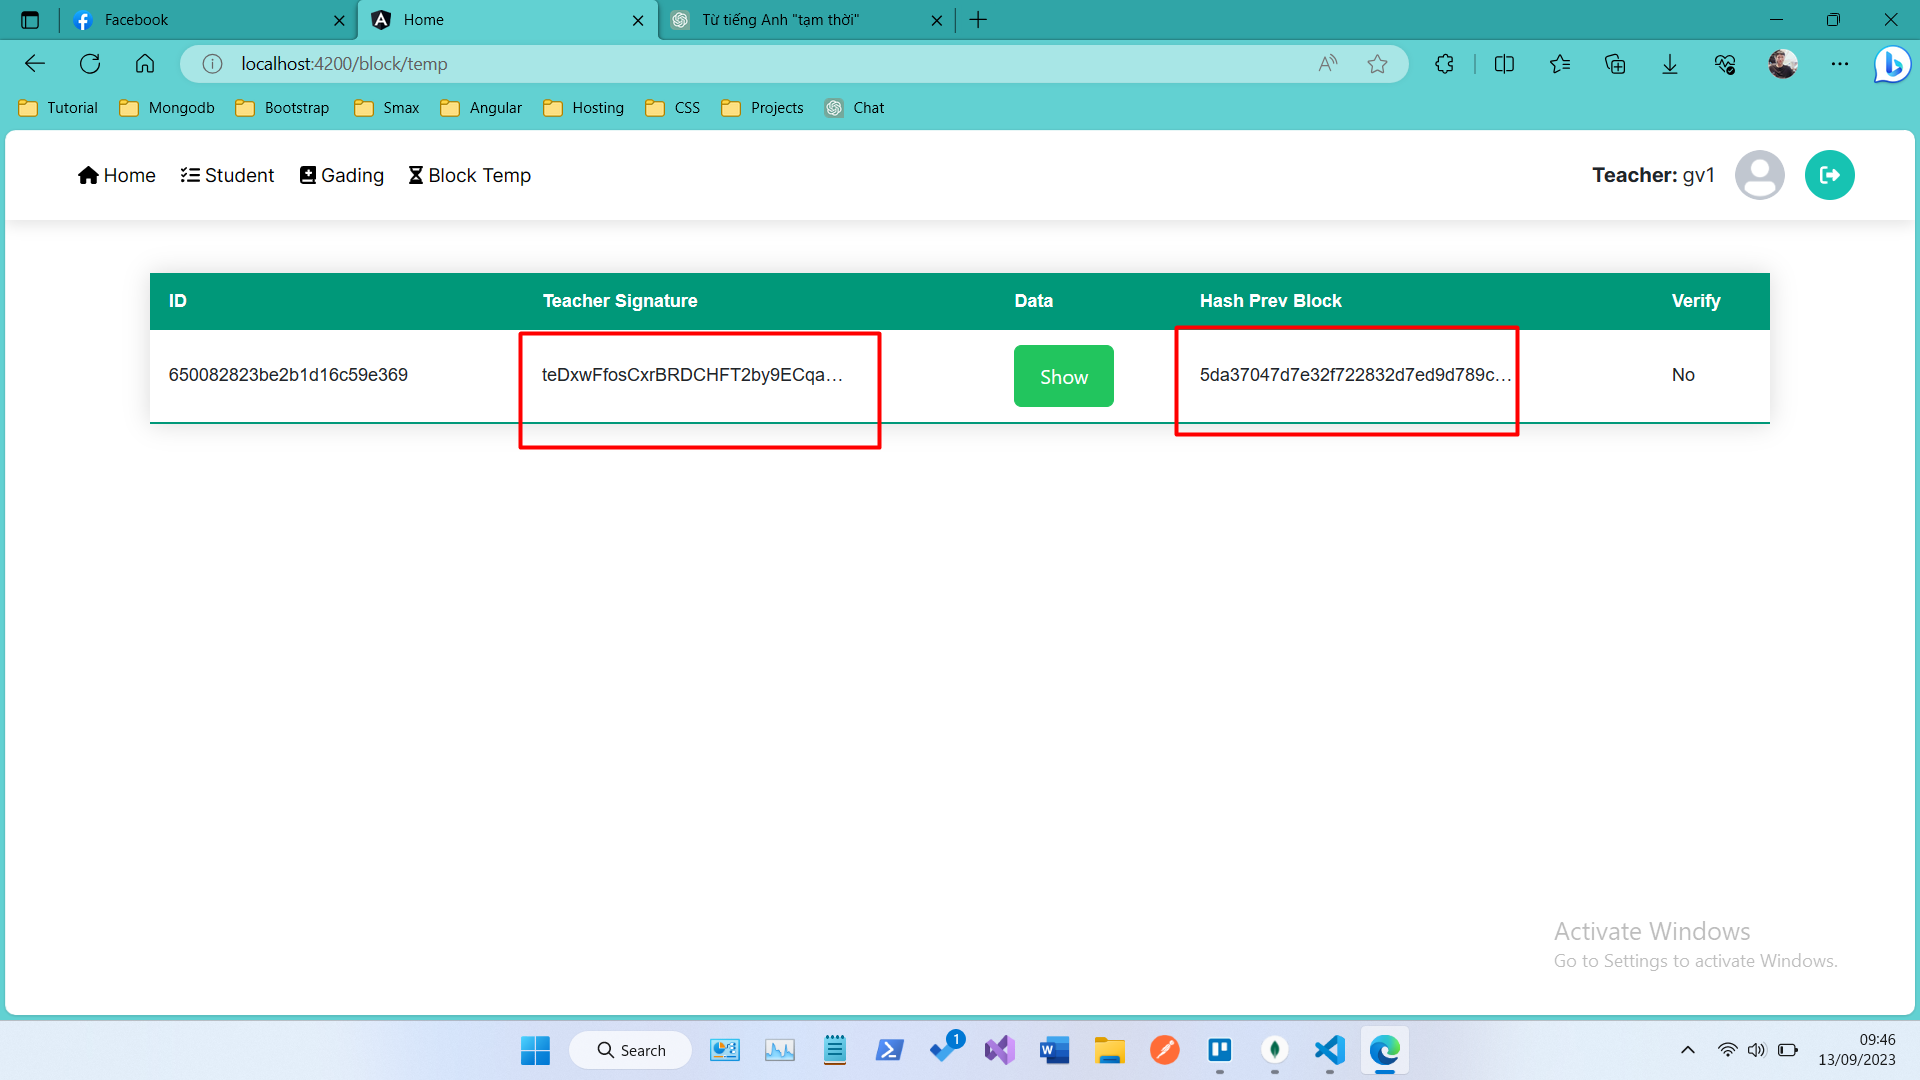 Facebook
Home
Từ tiếng Anh "tạm thời"
localhost:4200/block/temp
Tutorial
Mongodb
Bootstrap
Smax
Angular
Hosting
CSS
Projects
Chat
Home
Student
Gading
Block Temp
Teacher: gv1
ID
Teacher Signature
Data
Hash Prev Block
Verify
650082823be2b1d16c59e369
teDxwFfosCxrBRDCHFT2by9ECqa...
Show
5da37047d7e32f722832d7ed9d789c...
No
Activate Windows
Go to Settings to activate Windows.
Search
1
09:46
13/09/2023